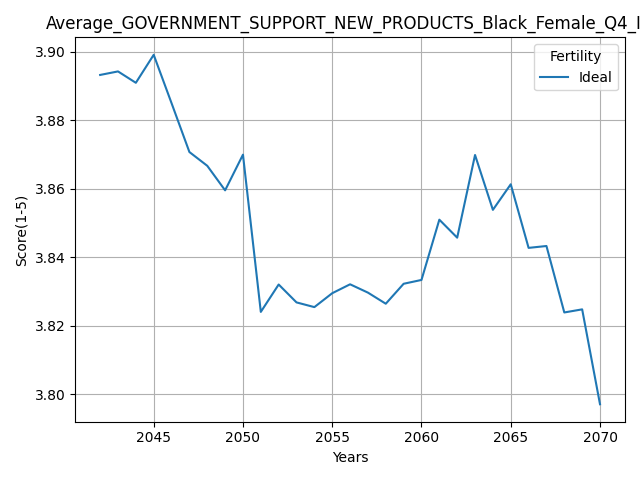 Average_GOVERNMENT_SUPPORT_NEW_PRODUCTS_Black_Female_Q4_I
Fertility
Ideal
Score(1-5)
3.90
3.88
3.86
3.84
3.82
3.80
2045 2050 2055 2060 2065 2070
Years